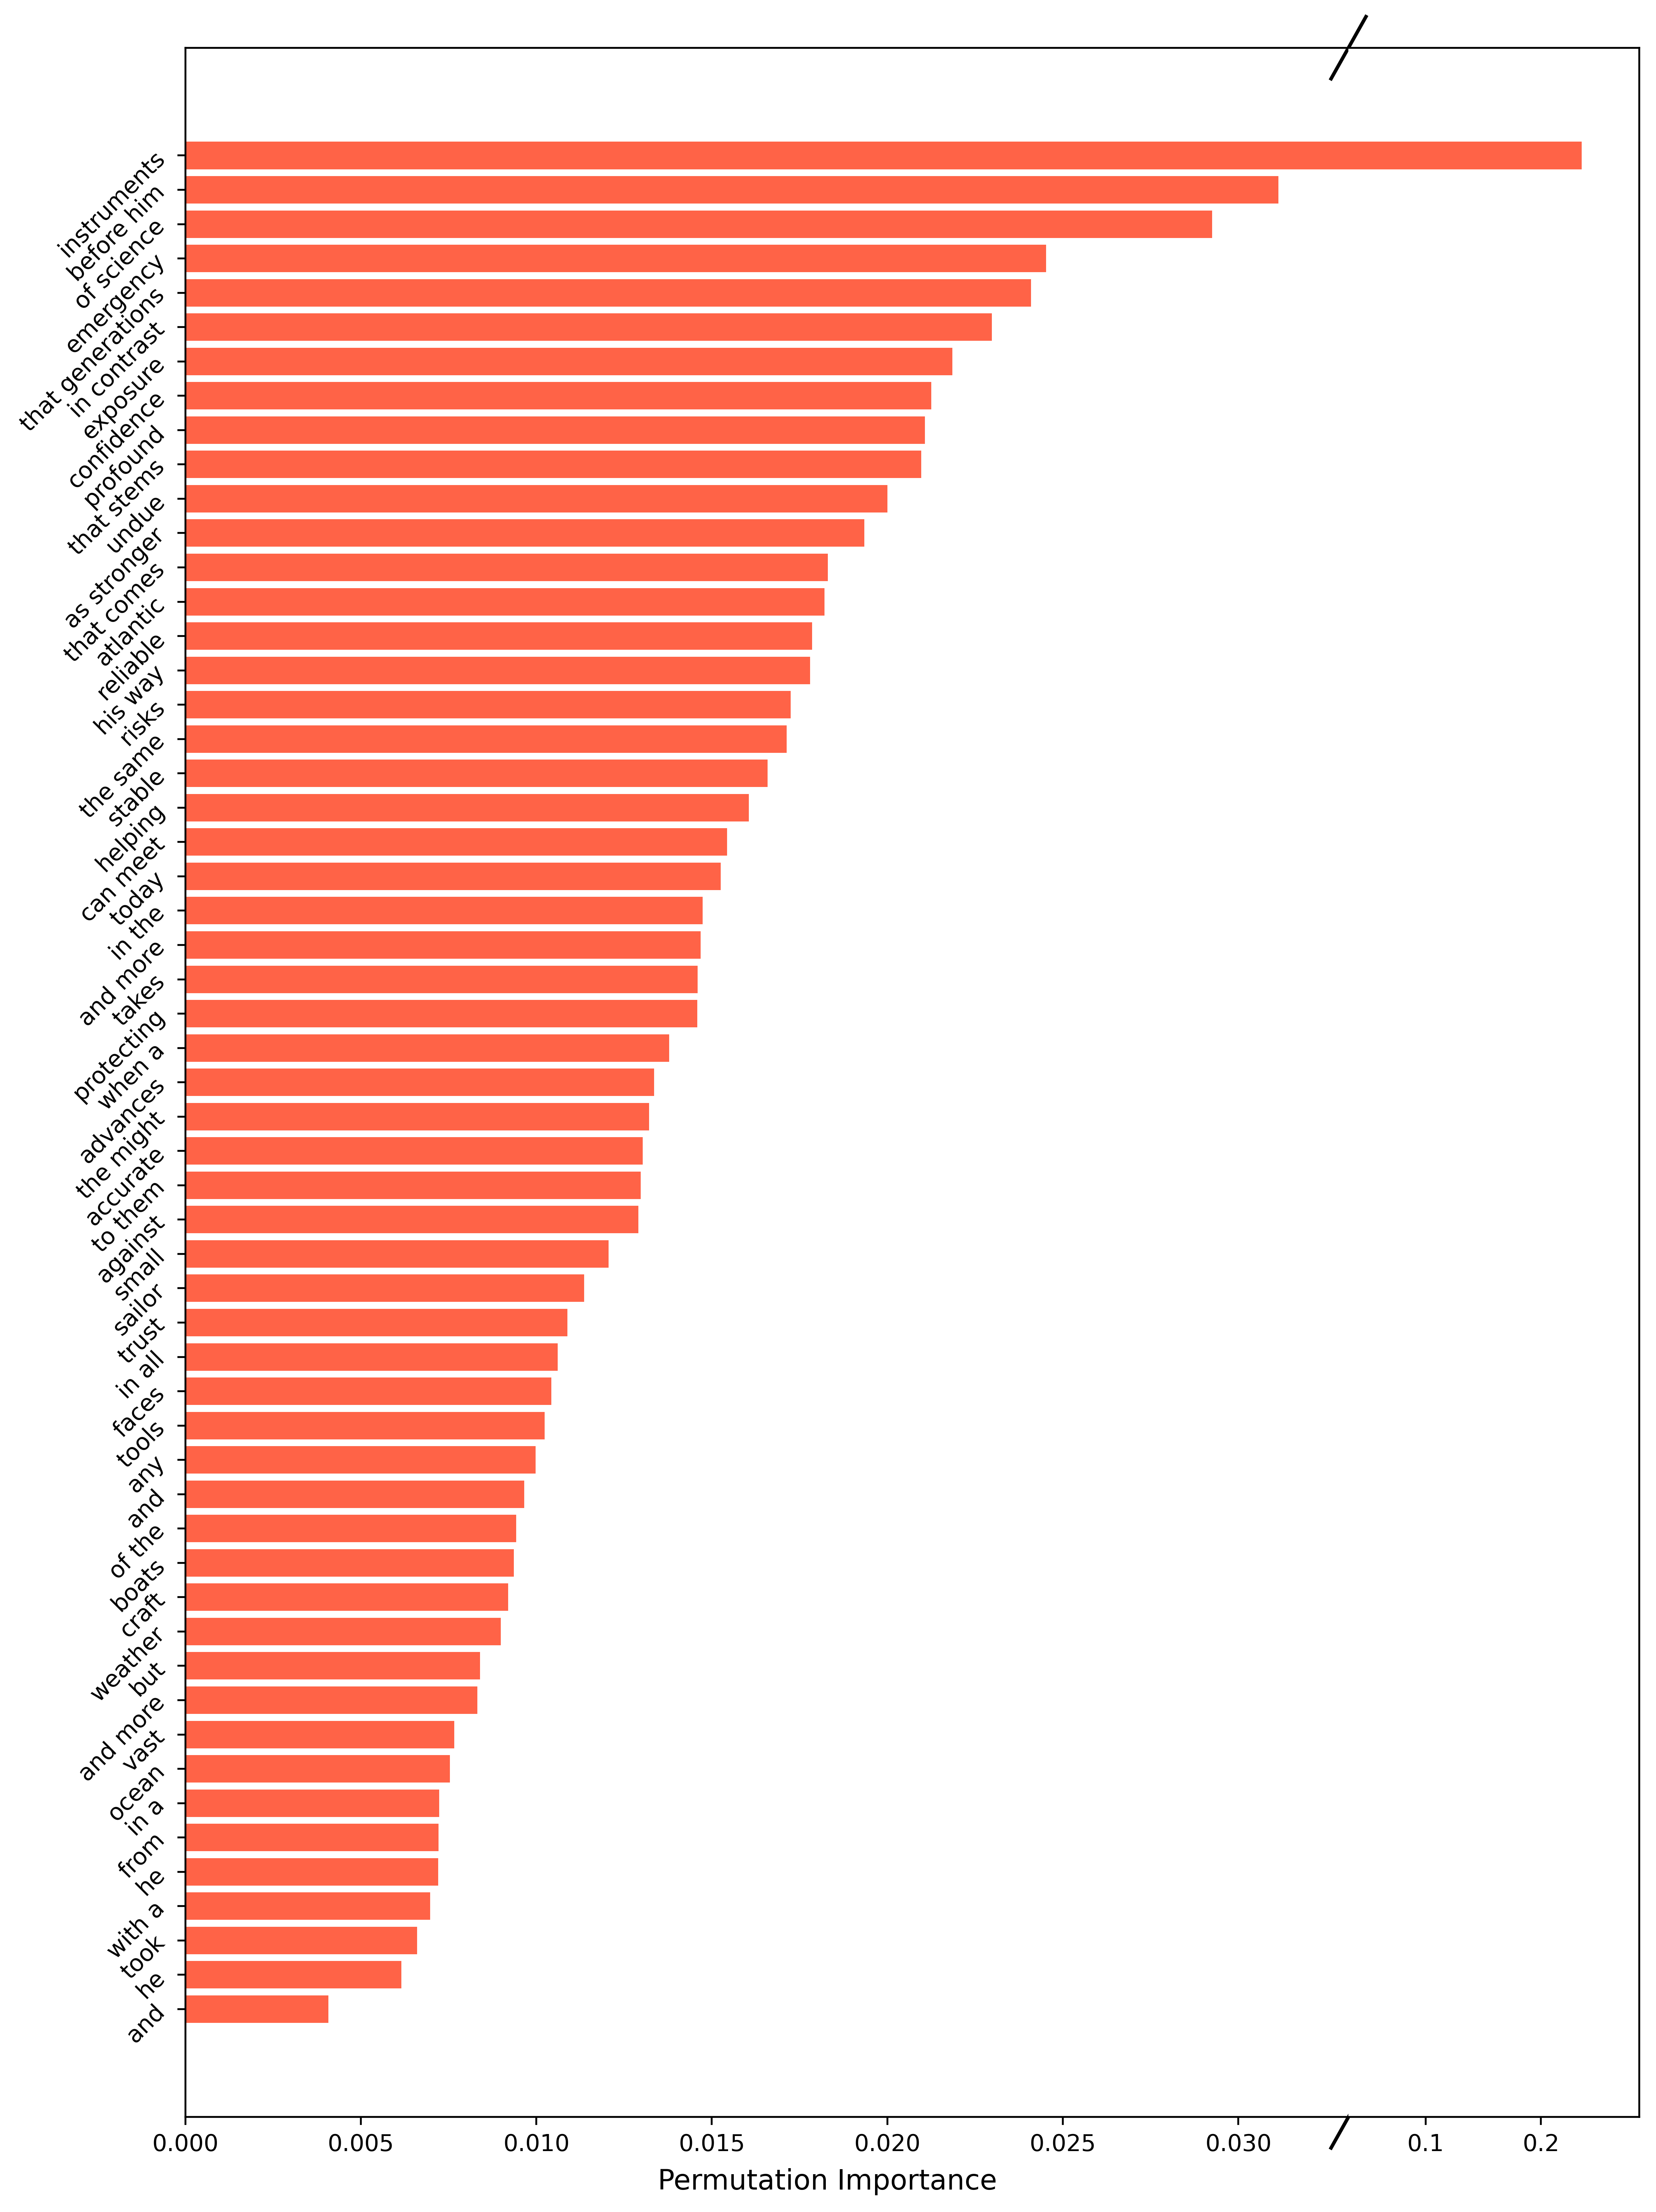 instruments
before him
of science
emergency
that generations
in contrast
exposure
confidence
profound
that stems
undue
as stronger
that comes
atlantic
reliable
his way
risks
the same
stable
helping
can meet
today
in the
and more
takes
protecting
when a
advances
the might
accurate
to them
against
small
sailor
trust
in all
faces
tools
any
and
of the
boats
craft
weather
but
and more
vast
ocean
in a
from
he
with a
took
he
and
0.000 0.005 0.010 0.015 0.020 0.025 0.030 0.1 0.2
Permutation Importance